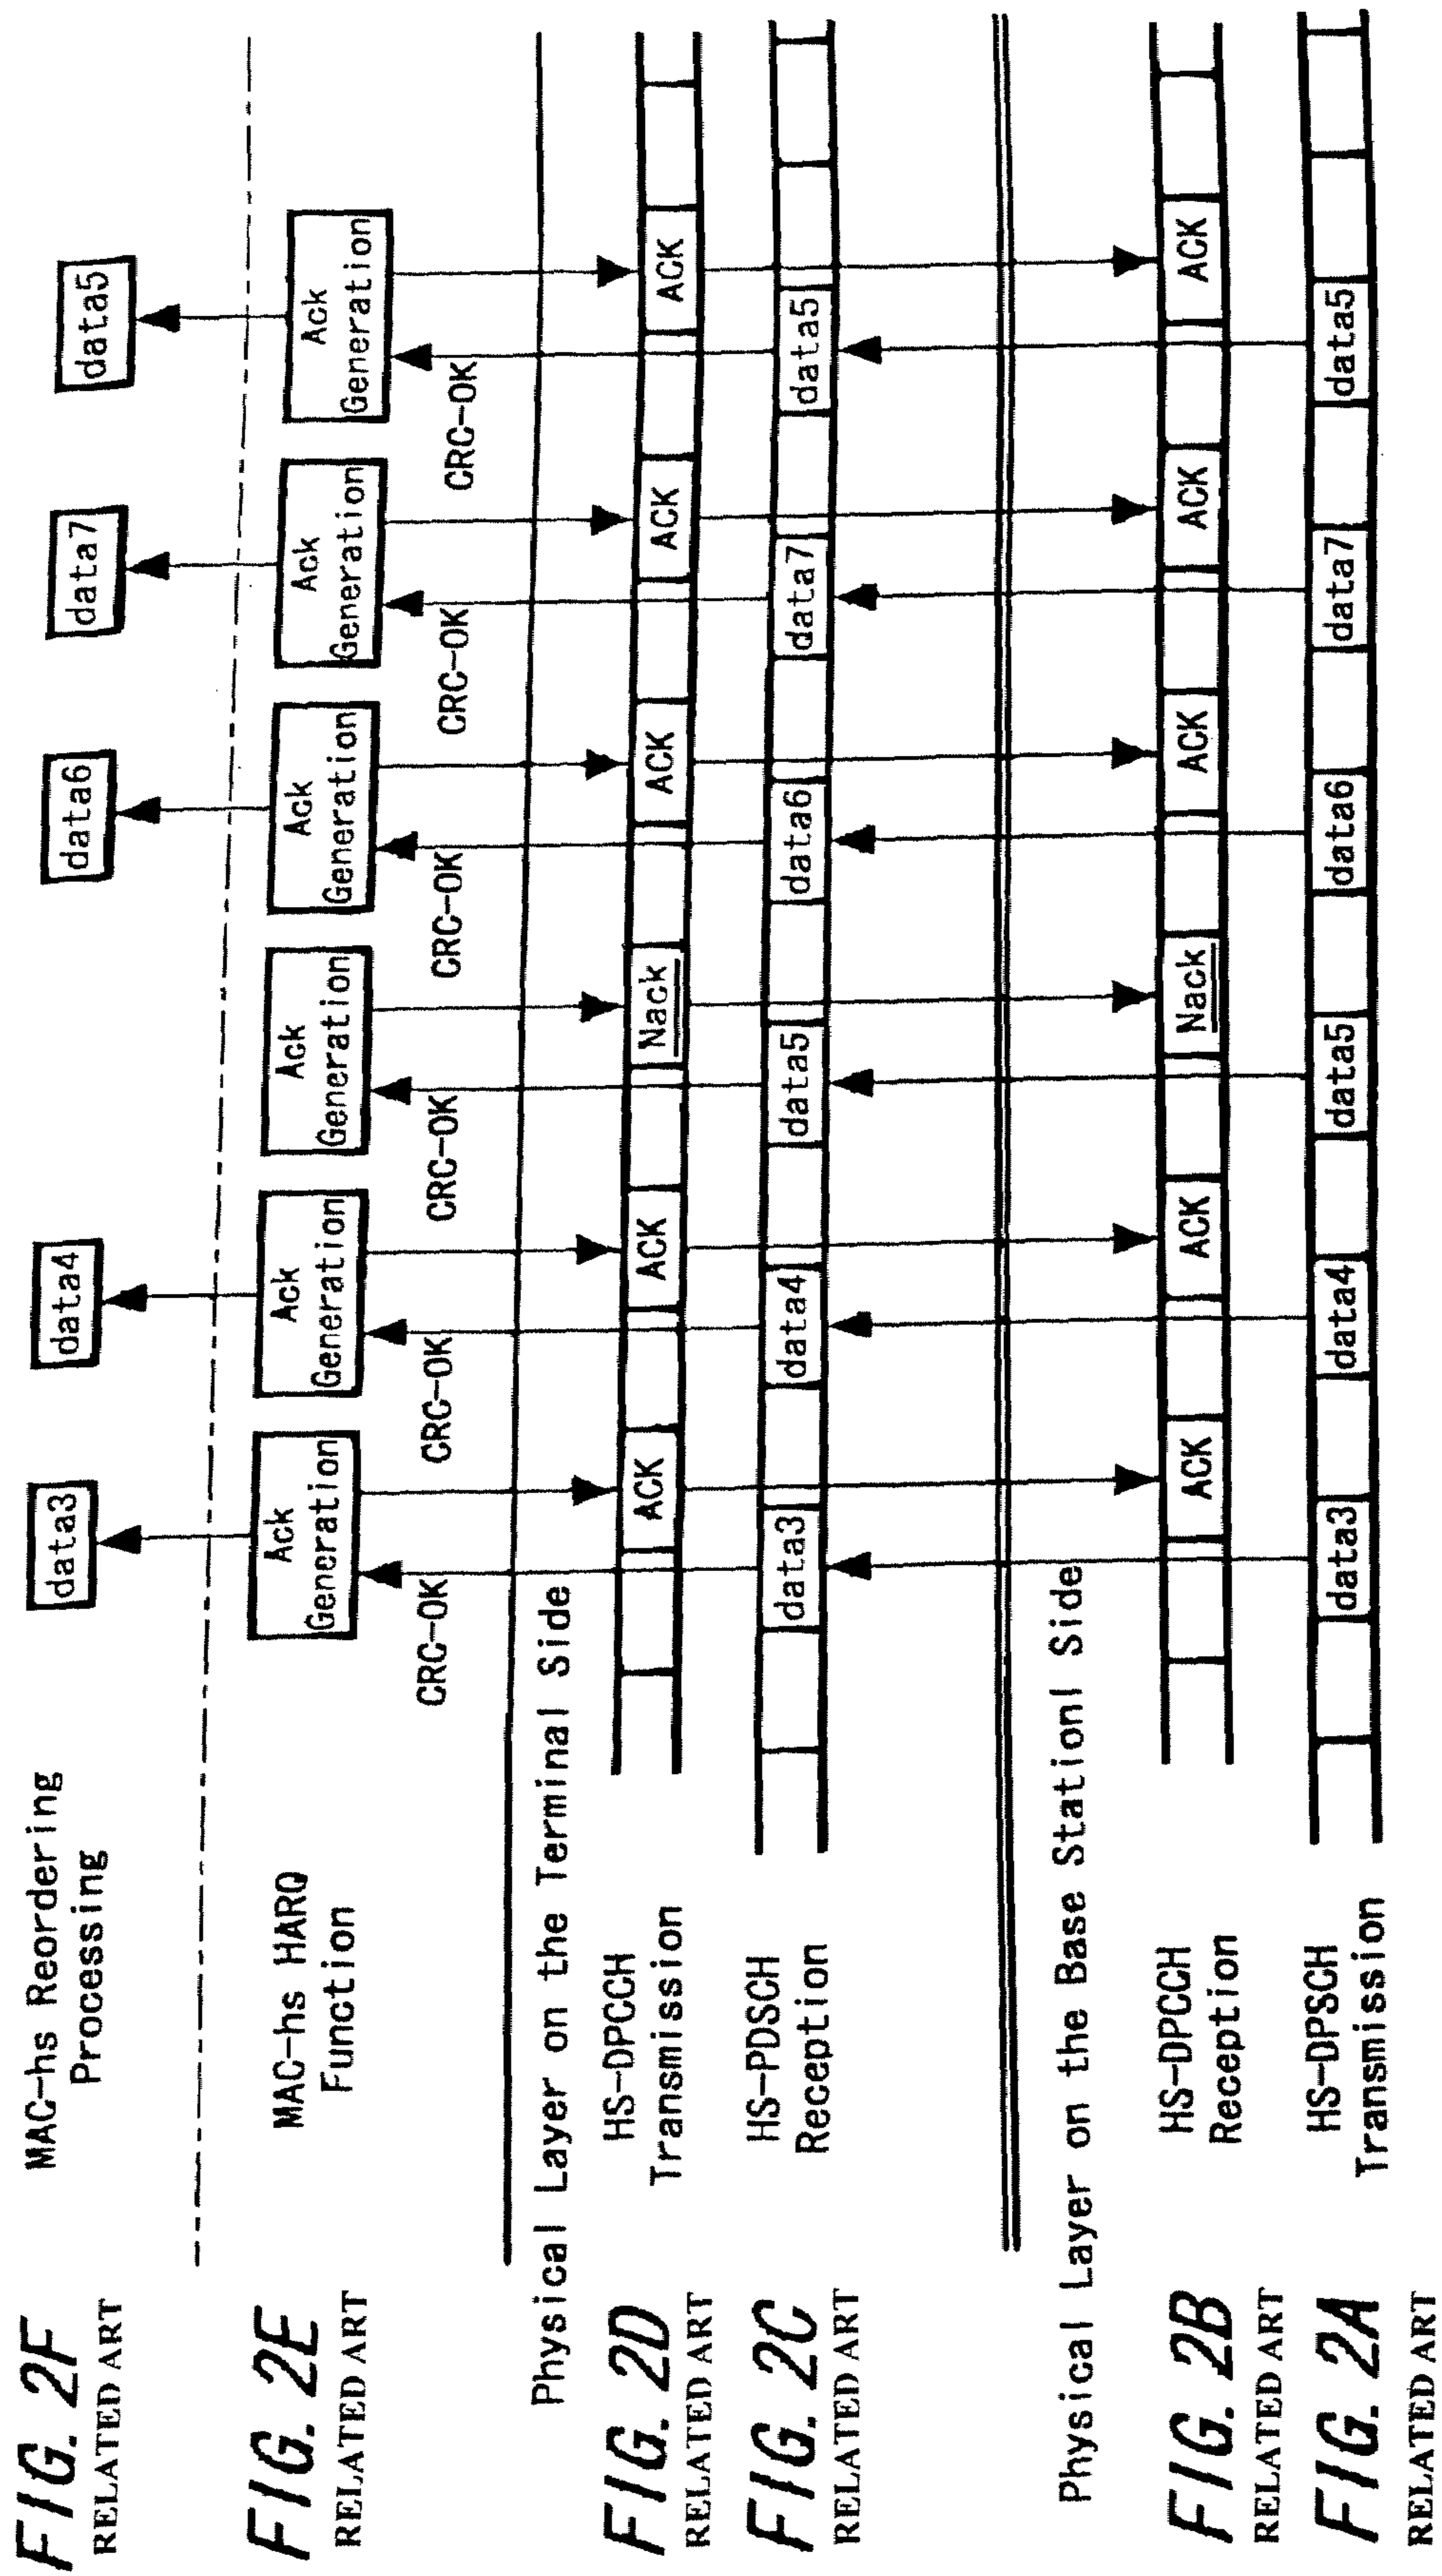 FIG. 2F
RELATED ART
MAC-hs Reordering
Processing
data3
data4
data6
data7
data5
FIG. 2E
RELATED ART
MAC-hs HARQ
Function
Ack
Generation
Ack
Generation
Ack
Generation
Ack
Generation
Ack
Generation
Ack
Generation
CRC-OK
CRC-OK
CRC-OK
CRC-OK
CRC-OK
CRC-OK
Physical Layer on the Terminal Side
FIG. 2D
RELATED ART
HS-DPCCH
Transmission
ACK
ACK
Nack
ACK
ACK
ACK
FIG. 2C
RELATED ART
HS-PDSCH
Reception
data3
data4
data5
data6
data7
data5
Physical Layer on the Base Stationl Side
FIG. 2B
RELATED ART
HS-DPCCH
Reception
ACK
ACK
Nack
ACK
ACK
ACK
FIG. 2A
RELATED ART
HS-DPSCH
Transmission
data3
data4
data5
data6
data7
data5